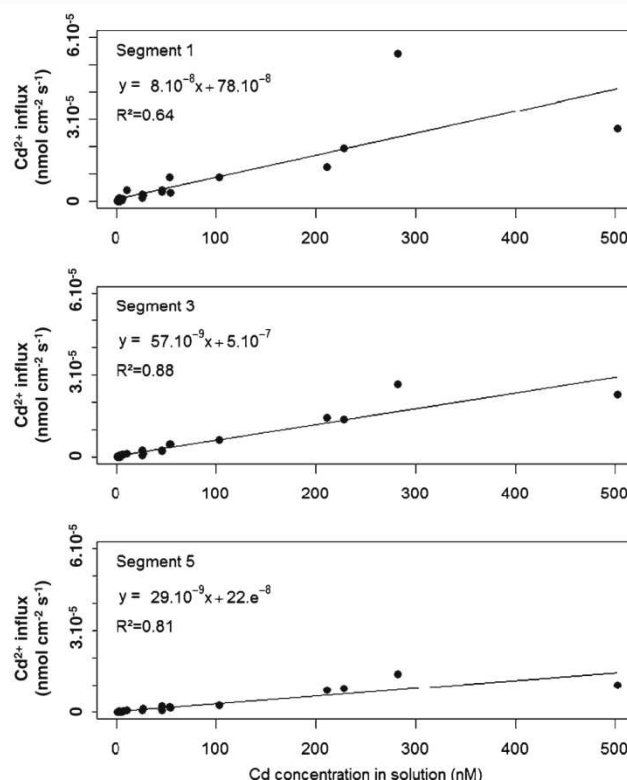 Cd²⁺ influx
(nmol cm⁻² s⁻¹)
6.10⁻⁵
3.10⁻⁵
0
Segment 1
y = 8.10⁻⁸x + 78.10⁻⁸
R²=0.64
0 100 200 300 400 500
Cd²⁺ influx
(nmol cm⁻² s⁻¹)
6.10⁻⁵
3.10⁻⁵
0
Segment 3
y = 57.10⁻⁹x + 5.10⁻⁷
R²=0.88
0 100 200 300 400 500
Cd²⁺ influx
(nmol cm⁻² s⁻¹)
6.10⁻⁵
3.10⁻⁵
0
Segment 5
y = 29.10⁻⁹x + 22.e⁻⁸
R²=0.81
0 100 200 300 400 500
Cd concentration in solution (nM)